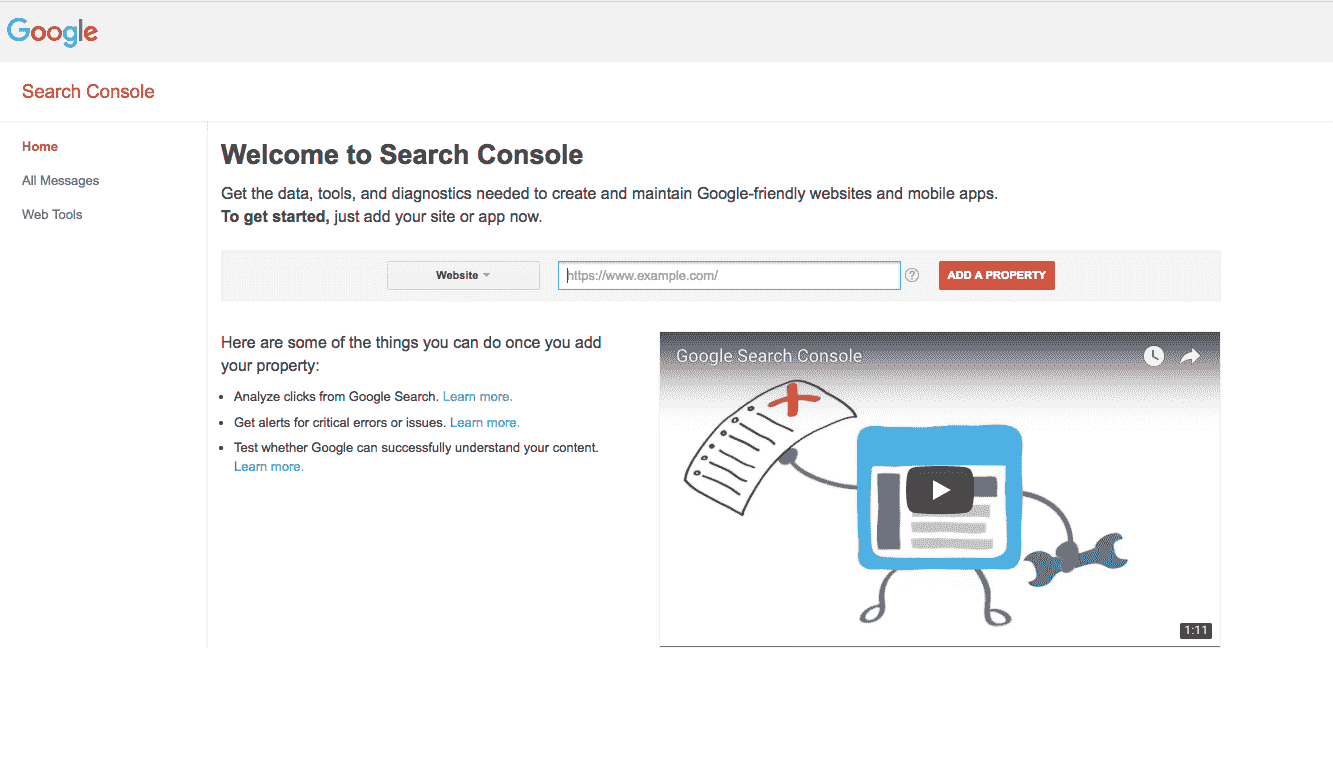 Google
Search Console
Home
All Messages
Web Tools
Welcome to Search Console
Get the data, tools, and diagnostics needed to create and maintain Google-friendly websites and mobile apps.
To get started, just add your site or app now.
Website
https://www.example.com/
?
ADD A PROPERTY
Here are some of the things you can do once you add
your property:
• Analyze clicks from Google Search. Learn more.
• Get alerts for critical errors or issues. Learn more.
• Test whether Google can successfully understand your content.
Learn more.
Google Search Console
1:11